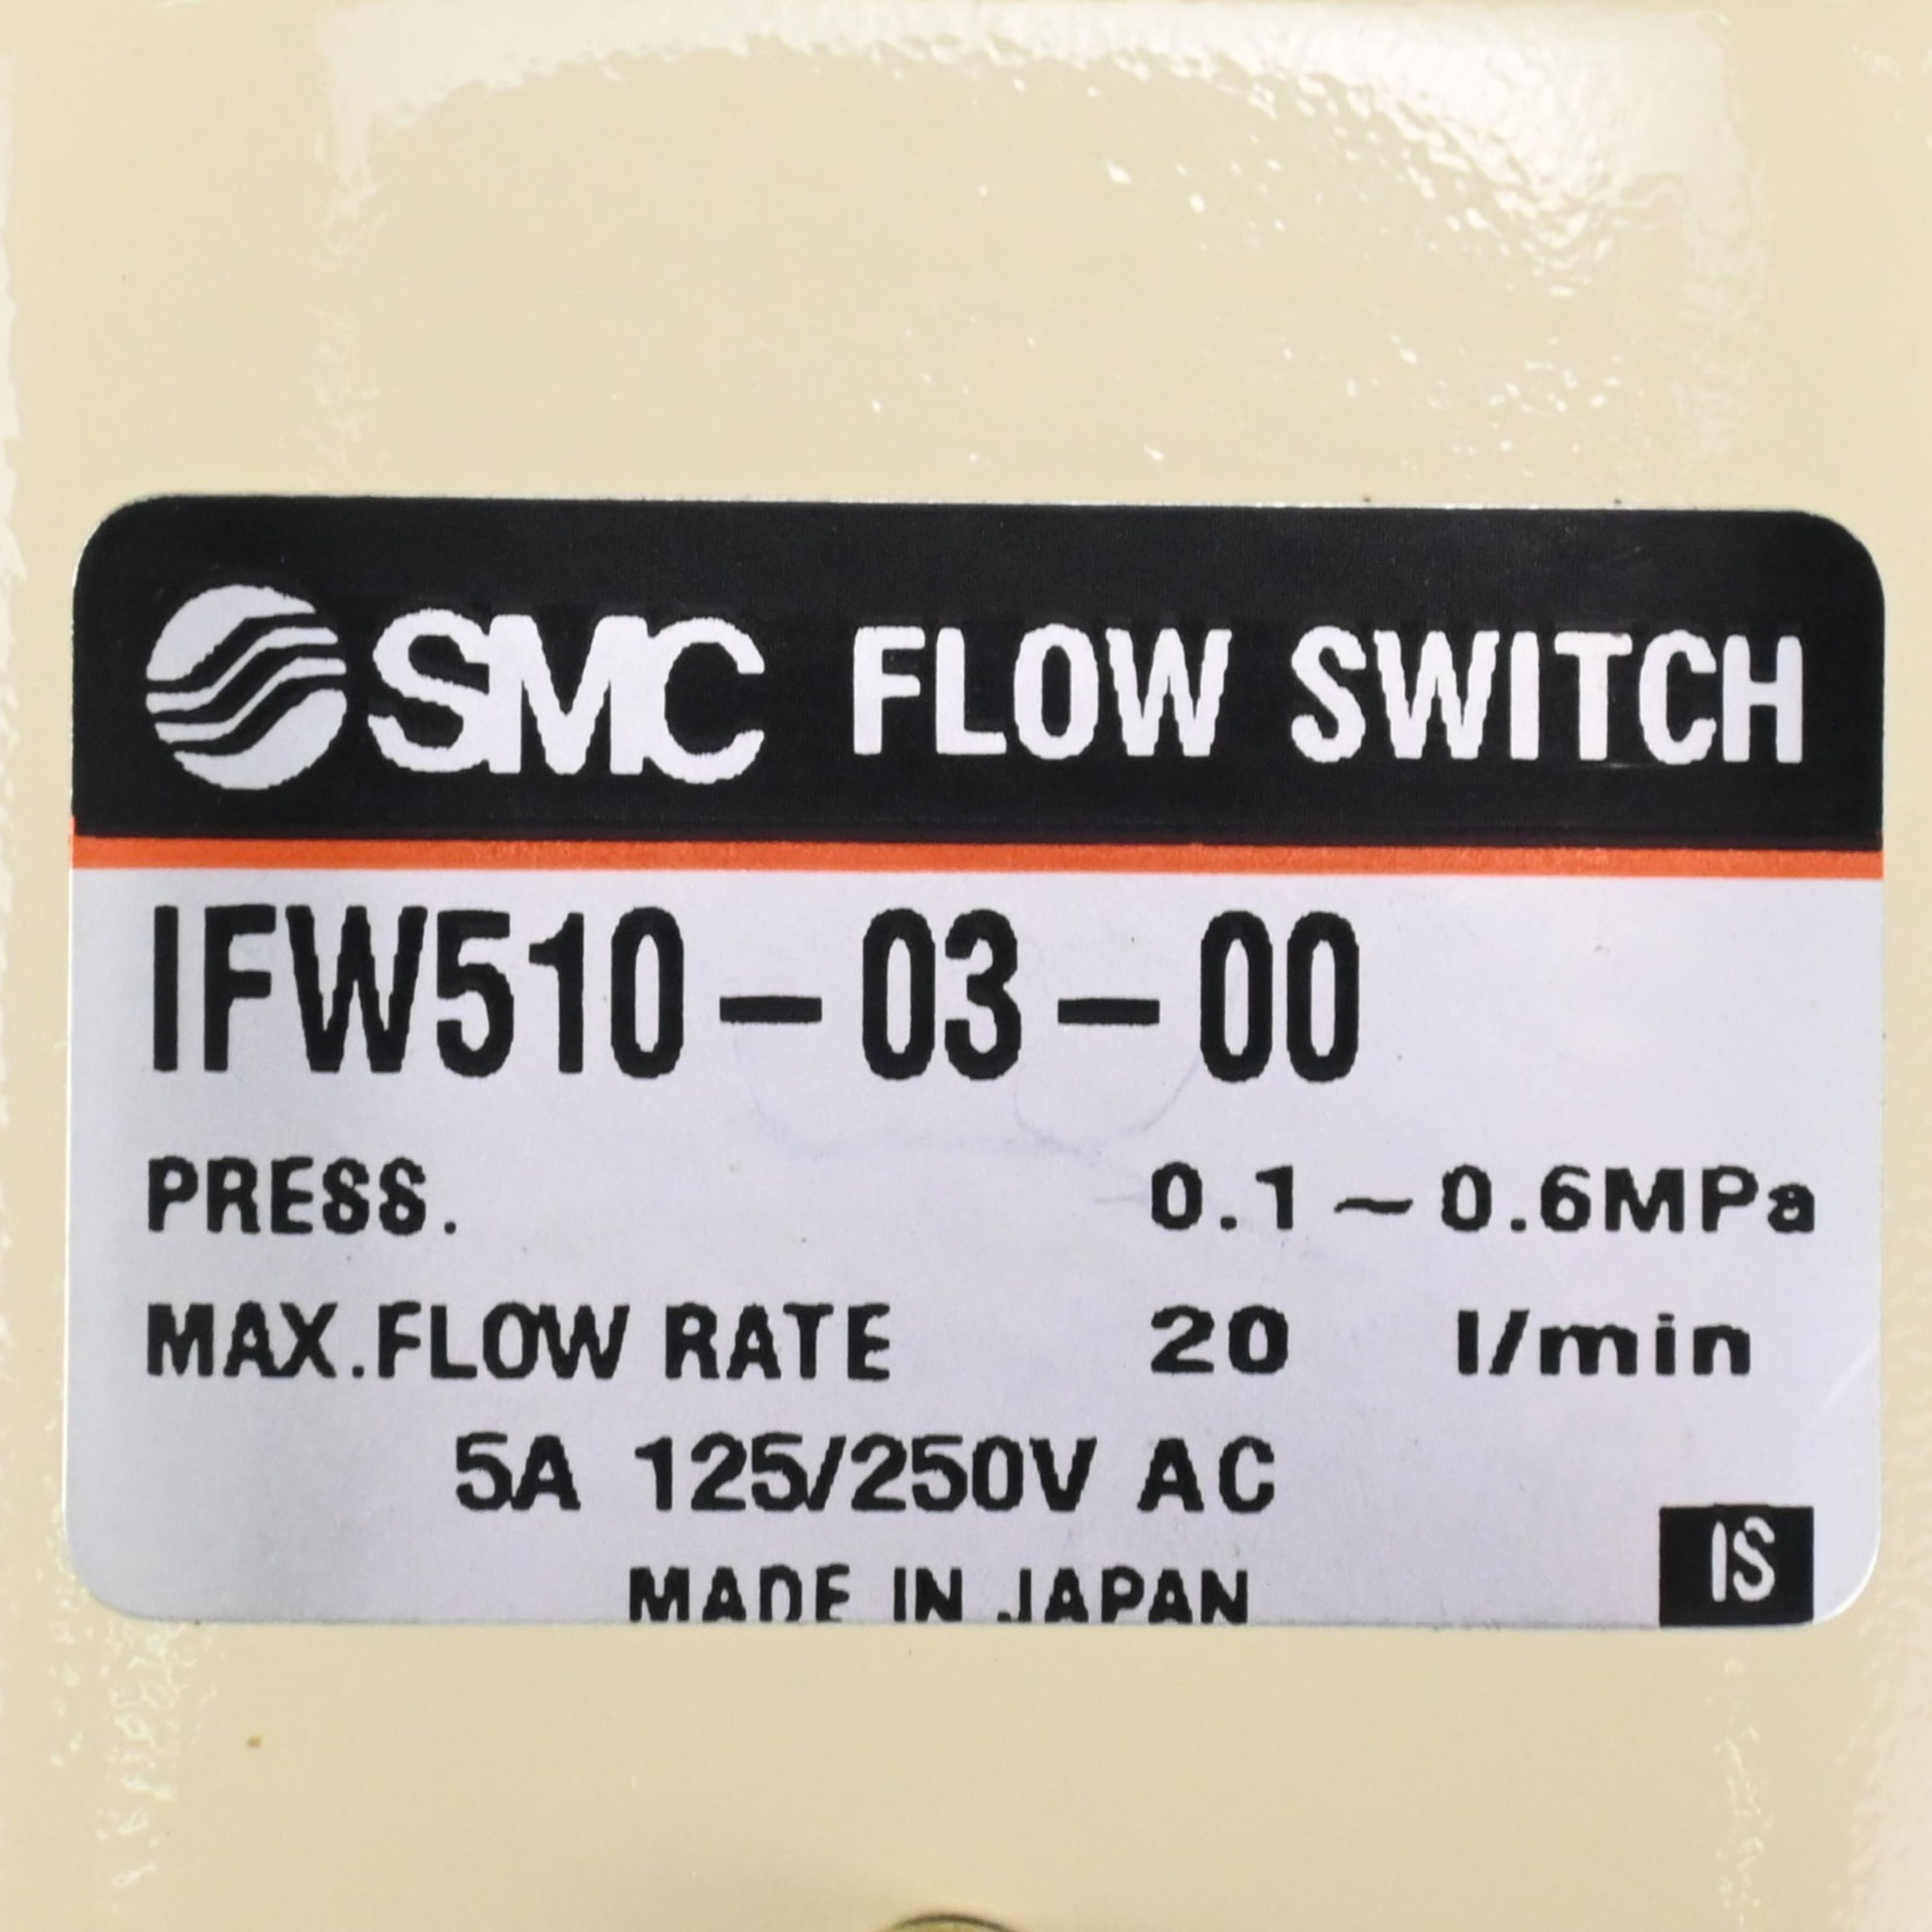 SMC FLOW SWITCH
IFW510-03-00
PRESS. 0.1~0.6MPa
MAX.FLOW RATE 20 l/min
5A 125/250V AC
MADE IN JAPAN
IS